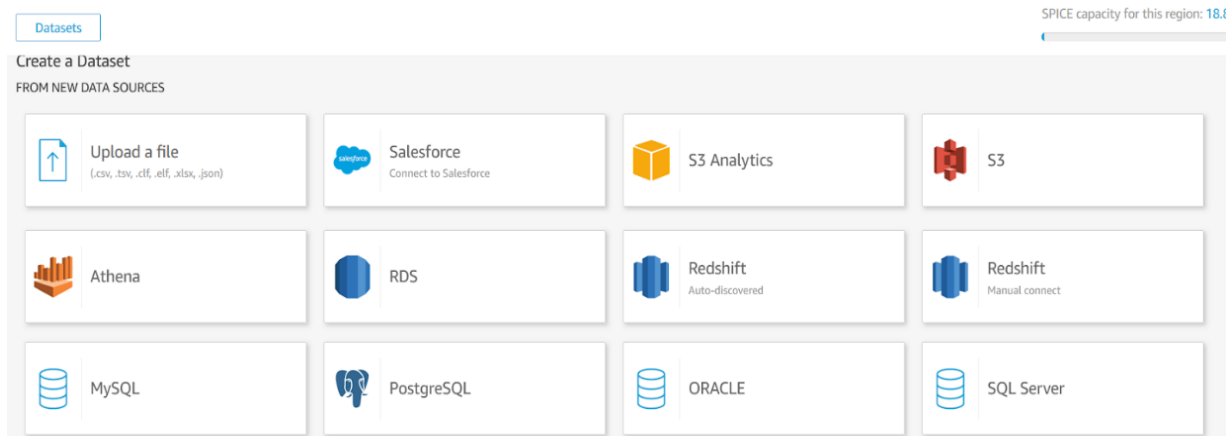 SPICE capacity for this region: 18.8
Datasets
Create a Dataset
FROM NEW DATA SOURCES
Upload a file
(.csv, .tsv, .clf, .elf, .xlsx, .json)
salesforce
Salesforce
Connect to Salesforce
S3 Analytics
S3
Athena
RDS
Redshift
Auto-discovered
Redshift
Manual connect
MySQL
PostgreSQL
ORACLE
SQL Server